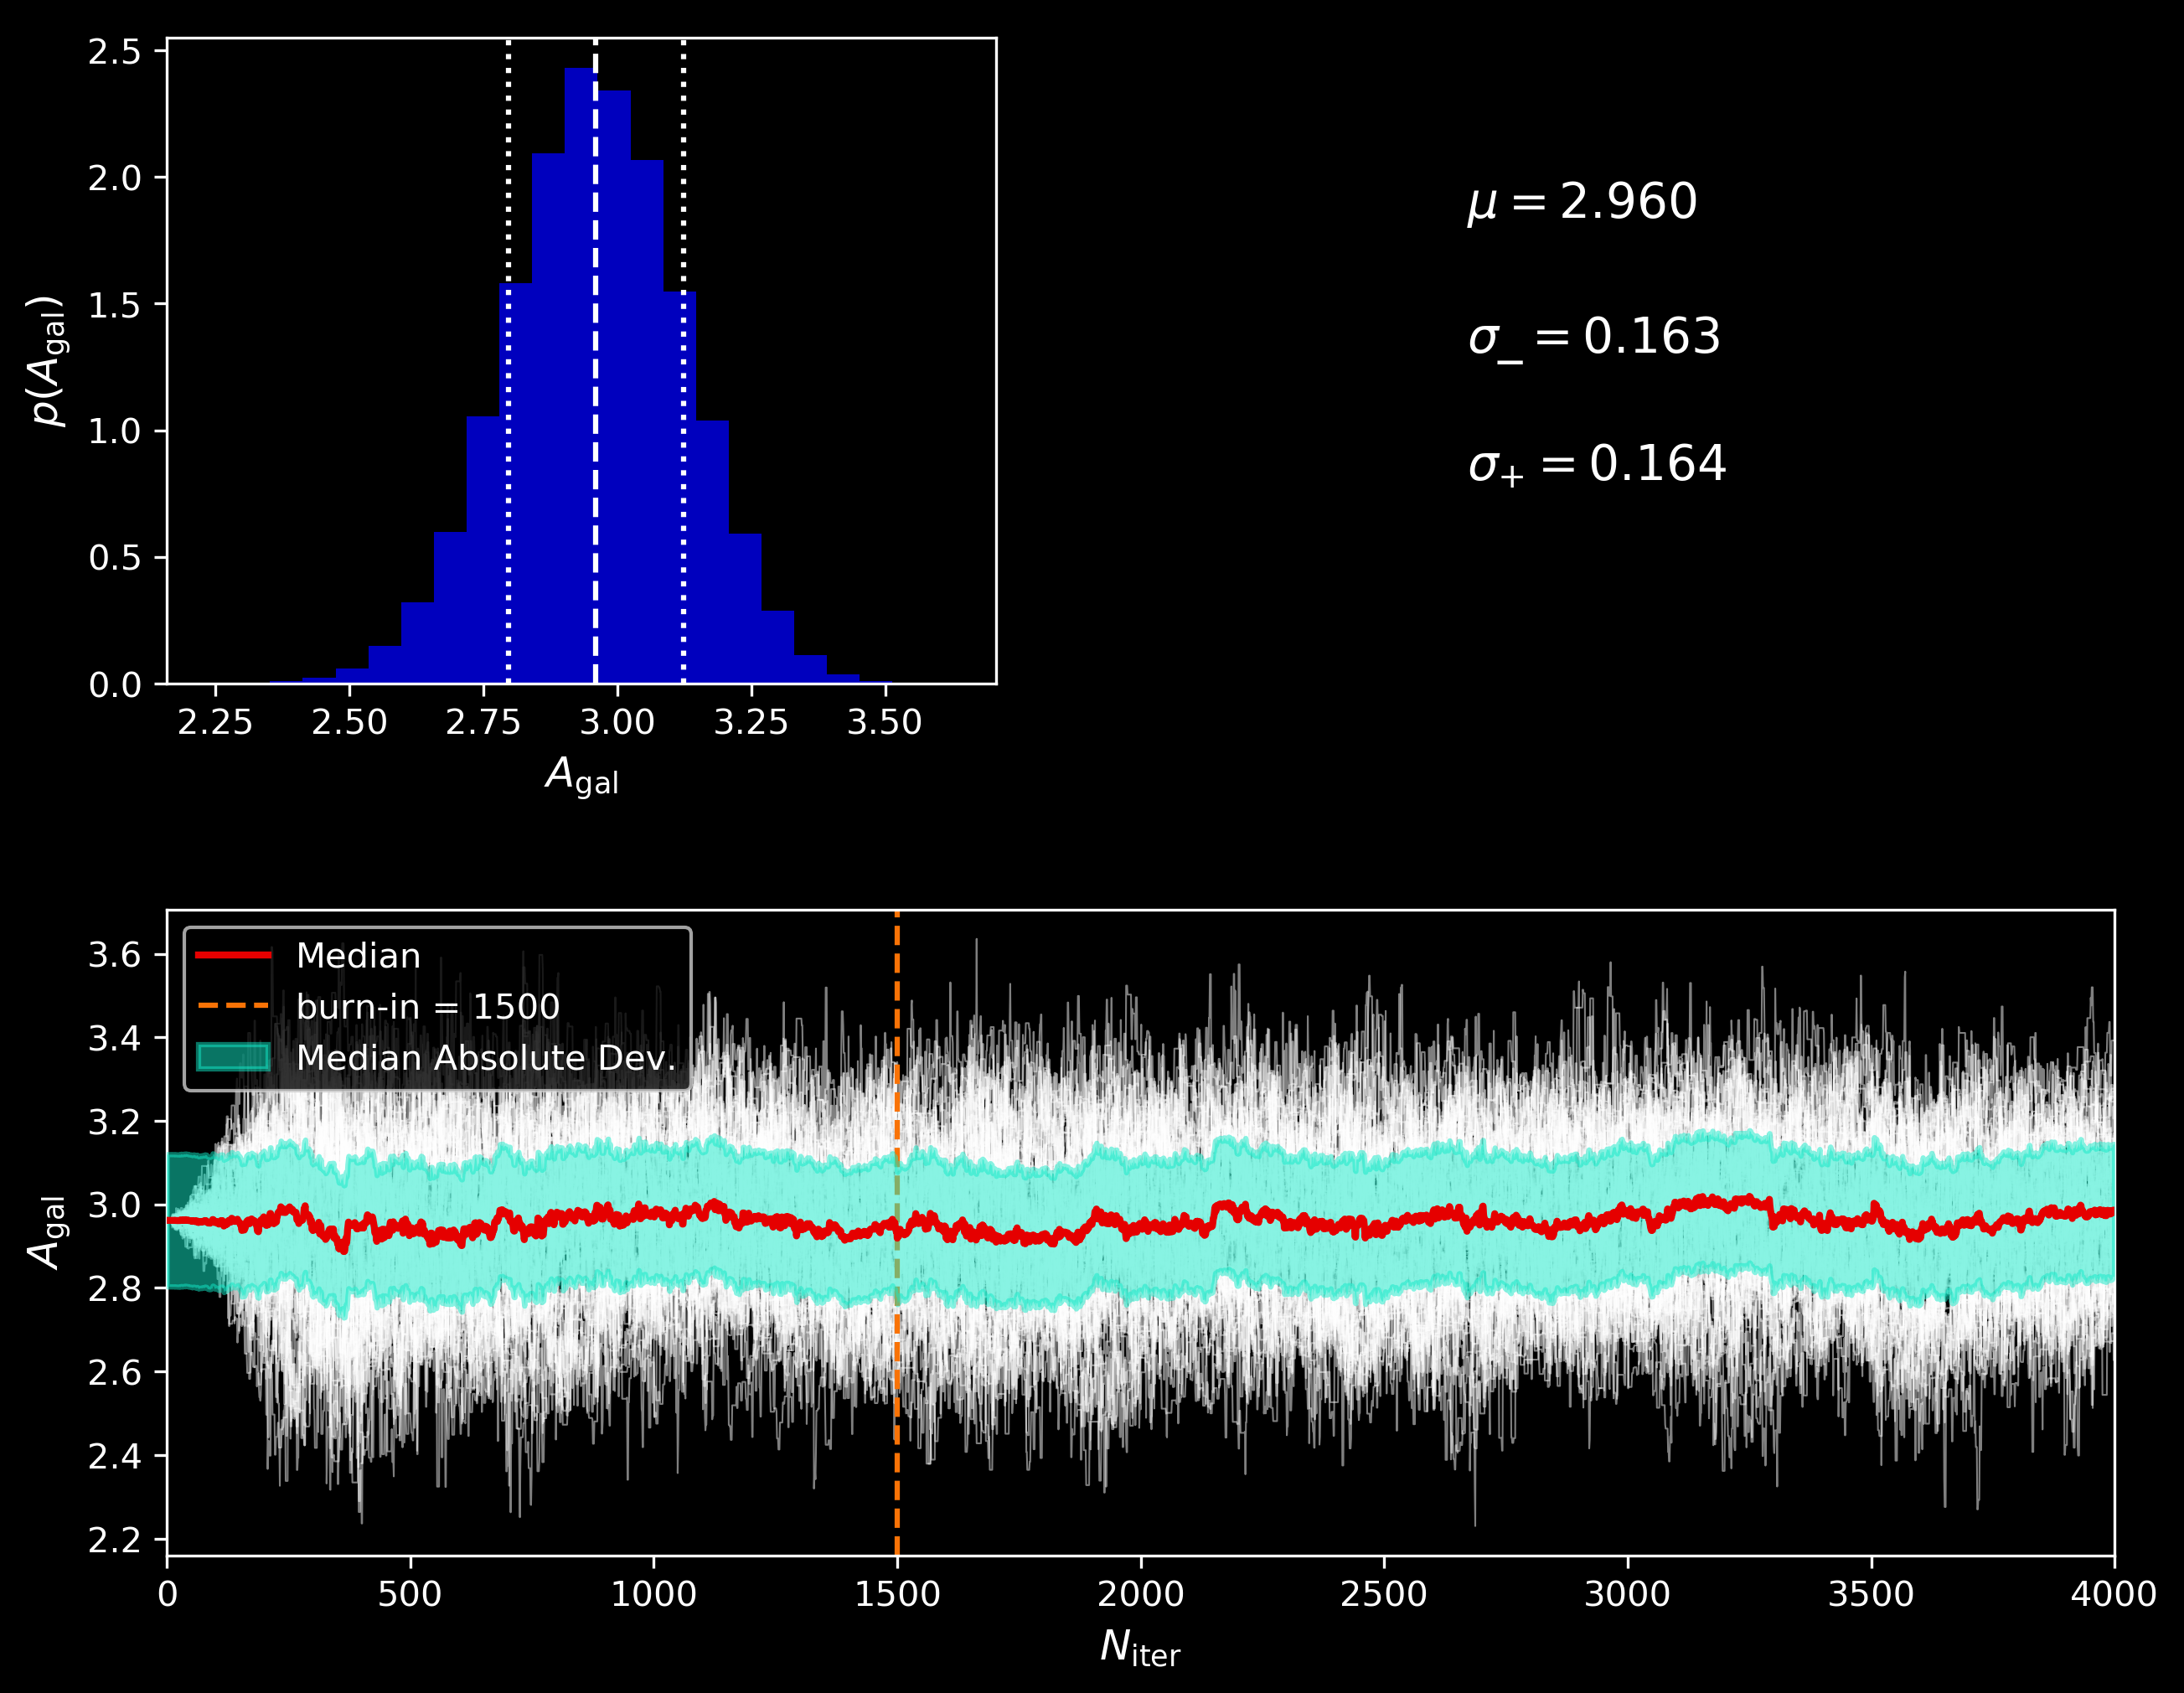 2.5
2.0
1.5
1.0
0.5
0.0
p(A_gal)
2.25 2.50 2.75 3.00 3.25 3.50
A_gal
μ = 2.960
σ_− = 0.163
σ_+ = 0.164
Median
burn-in = 1500
Median Absolute Dev.
3.6
3.4
3.2
3.0
2.8
2.6
2.4
2.2
A_gal
0 500 1000 1500 2000 2500 3000 3500 4000
N_iter